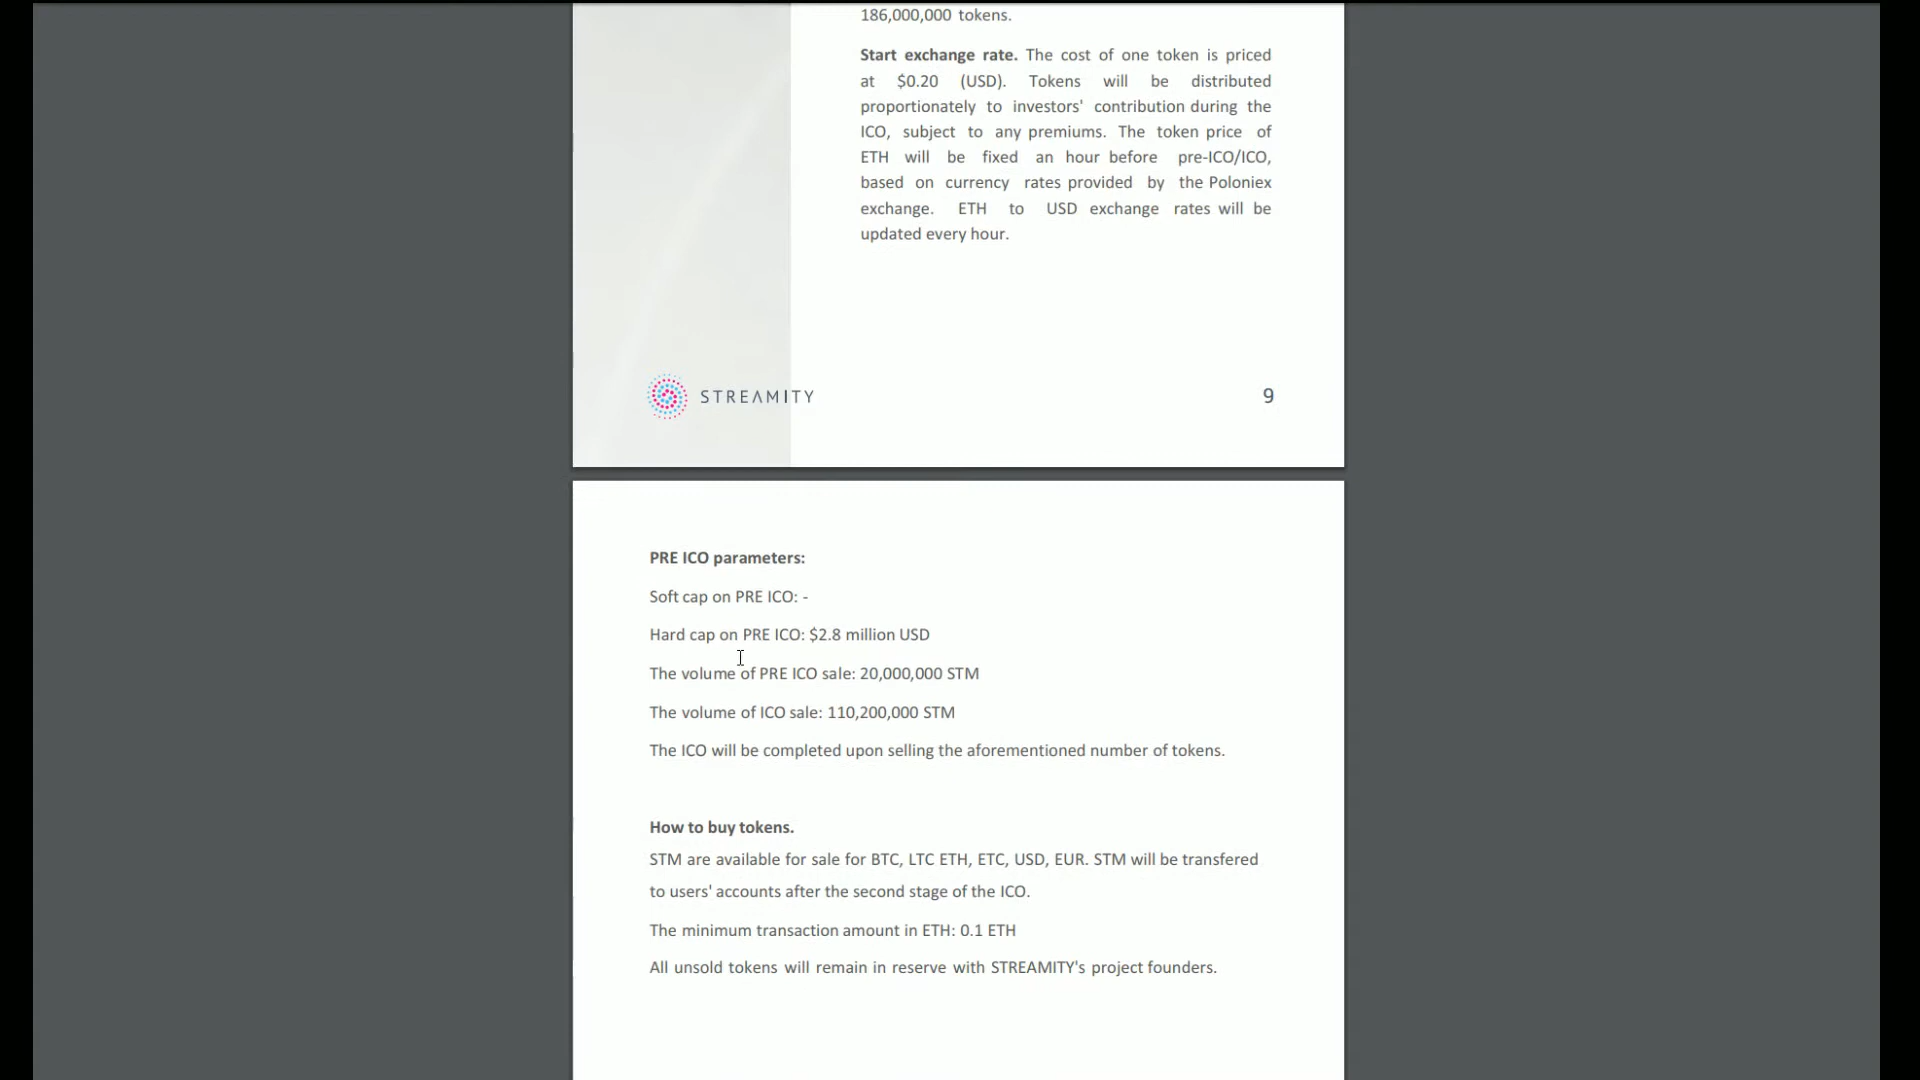 186,000,000 tokens.
Start exchange rate. The cost of one token is priced
at $0.20 (USD). Tokens will be distributed
proportionately to investors' contribution during the
ICO, subject to any premiums. The token price of
ETH will be fixed an hour before pre-ICO/ICO,
based on currency rates provided by the Poloniex
exchange. ETH to USD exchange rates will be
updated every hour.
STREAMITY
9
PRE ICO parameters:
Soft cap on PRE ICO: -
Hard cap on PRE ICO: $2.8 million USD
The volume of PRE ICO sale: 20,000,000 STM
The volume of ICO sale: 110,200,000 STM
The ICO will be completed upon selling the aforementioned number of tokens.
How to buy tokens.
STM are available for sale for BTC, LTC ETH, ETC, USD, EUR. STM will be transfered
to users' accounts after the second stage of the ICO.
The minimum transaction amount in ETH: 0.1 ETH
All unsold tokens will remain in reserve with STREAMITY's project founders.